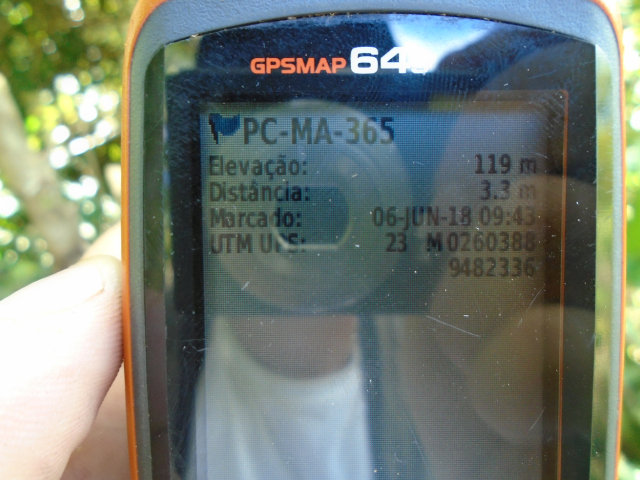 GPSMAP 64s
PC-MA-365
Elevação: 119 m
Distância: 3.3 m
Marcado: 06-JUN-18 09:43
UTM UPS: 23 M 0260388
9482336